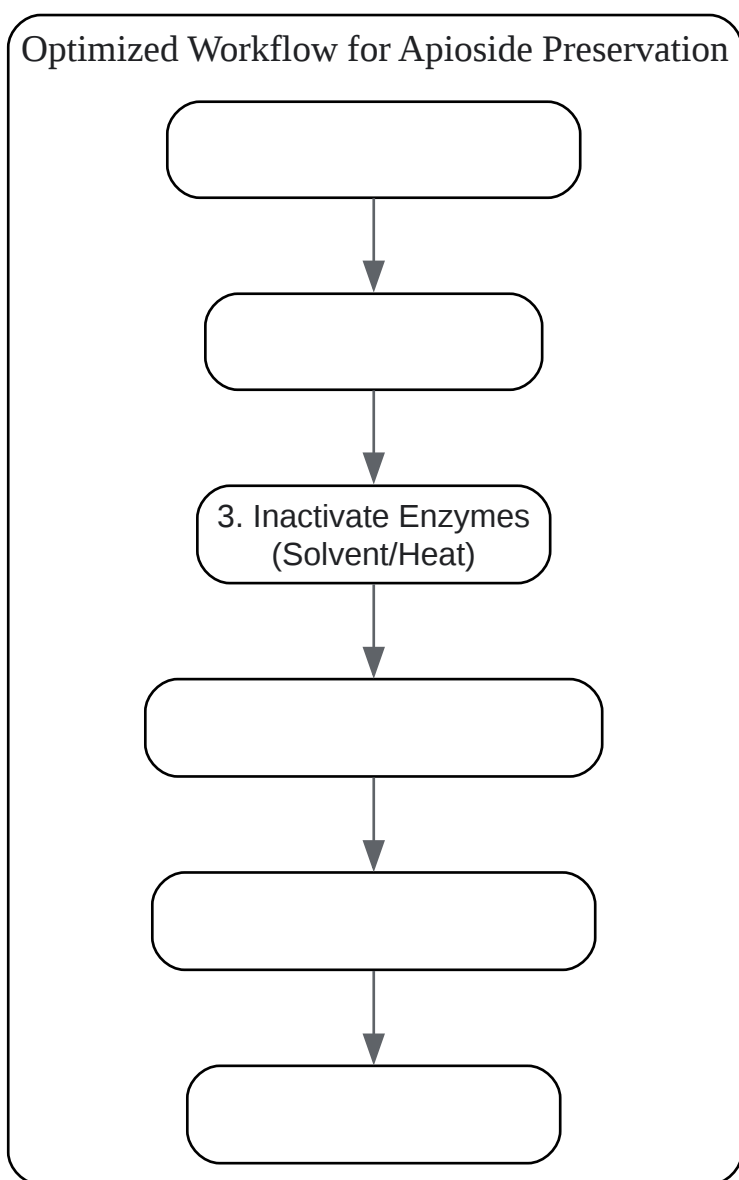 Optimized Workflow for Apioside Preservation
3. Inactivate Enzymes
(Solvent/Heat)